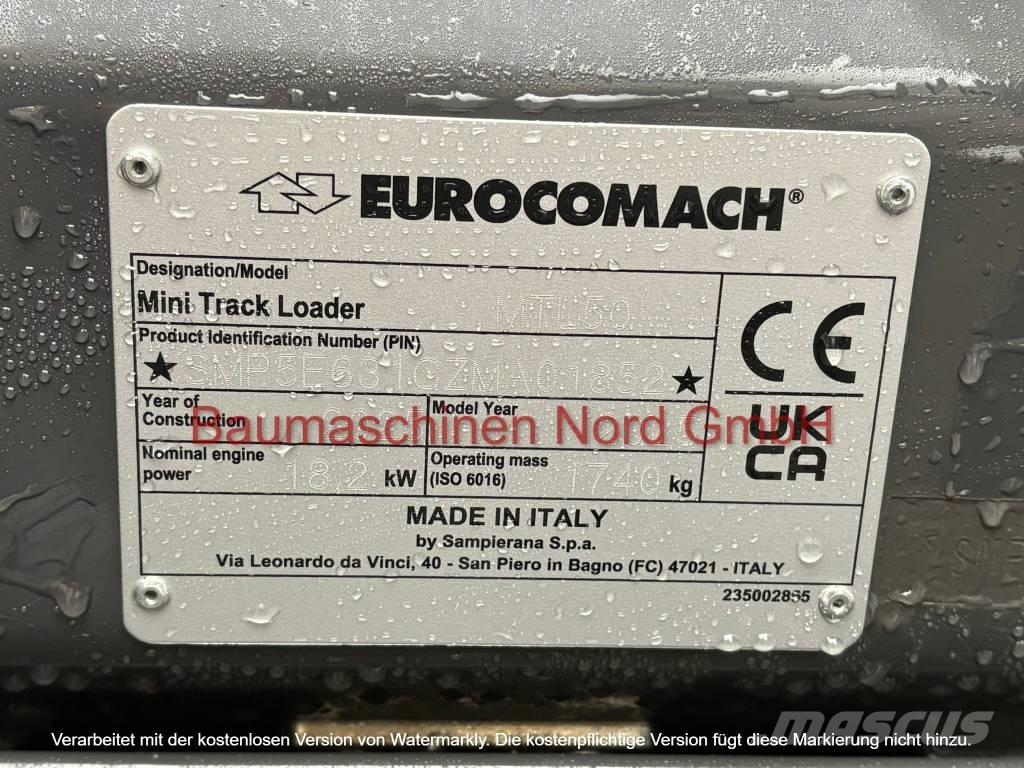 EUROCOMACH®
Designation/Model
Mini Track Loader MTL50
Product Identification Number (PIN)
Year of Construction
Model Year
Baumaschinen Nord GmbH
Nominal engine power 18,2 kW
Operating mass (ISO 6016) 1740 kg
CE
UK
CA
MADE IN ITALY
by Sampierana S.p.a.
Via Leonardo da Vinci, 40 - San Piero in Bagno (FC) 47021 - ITALY
235002855
mascus
Verarbeitet mit der kostenlosen Version von Watermarkly. Die kostenpflichtige Version fügt diese Markierung nicht hinzu.